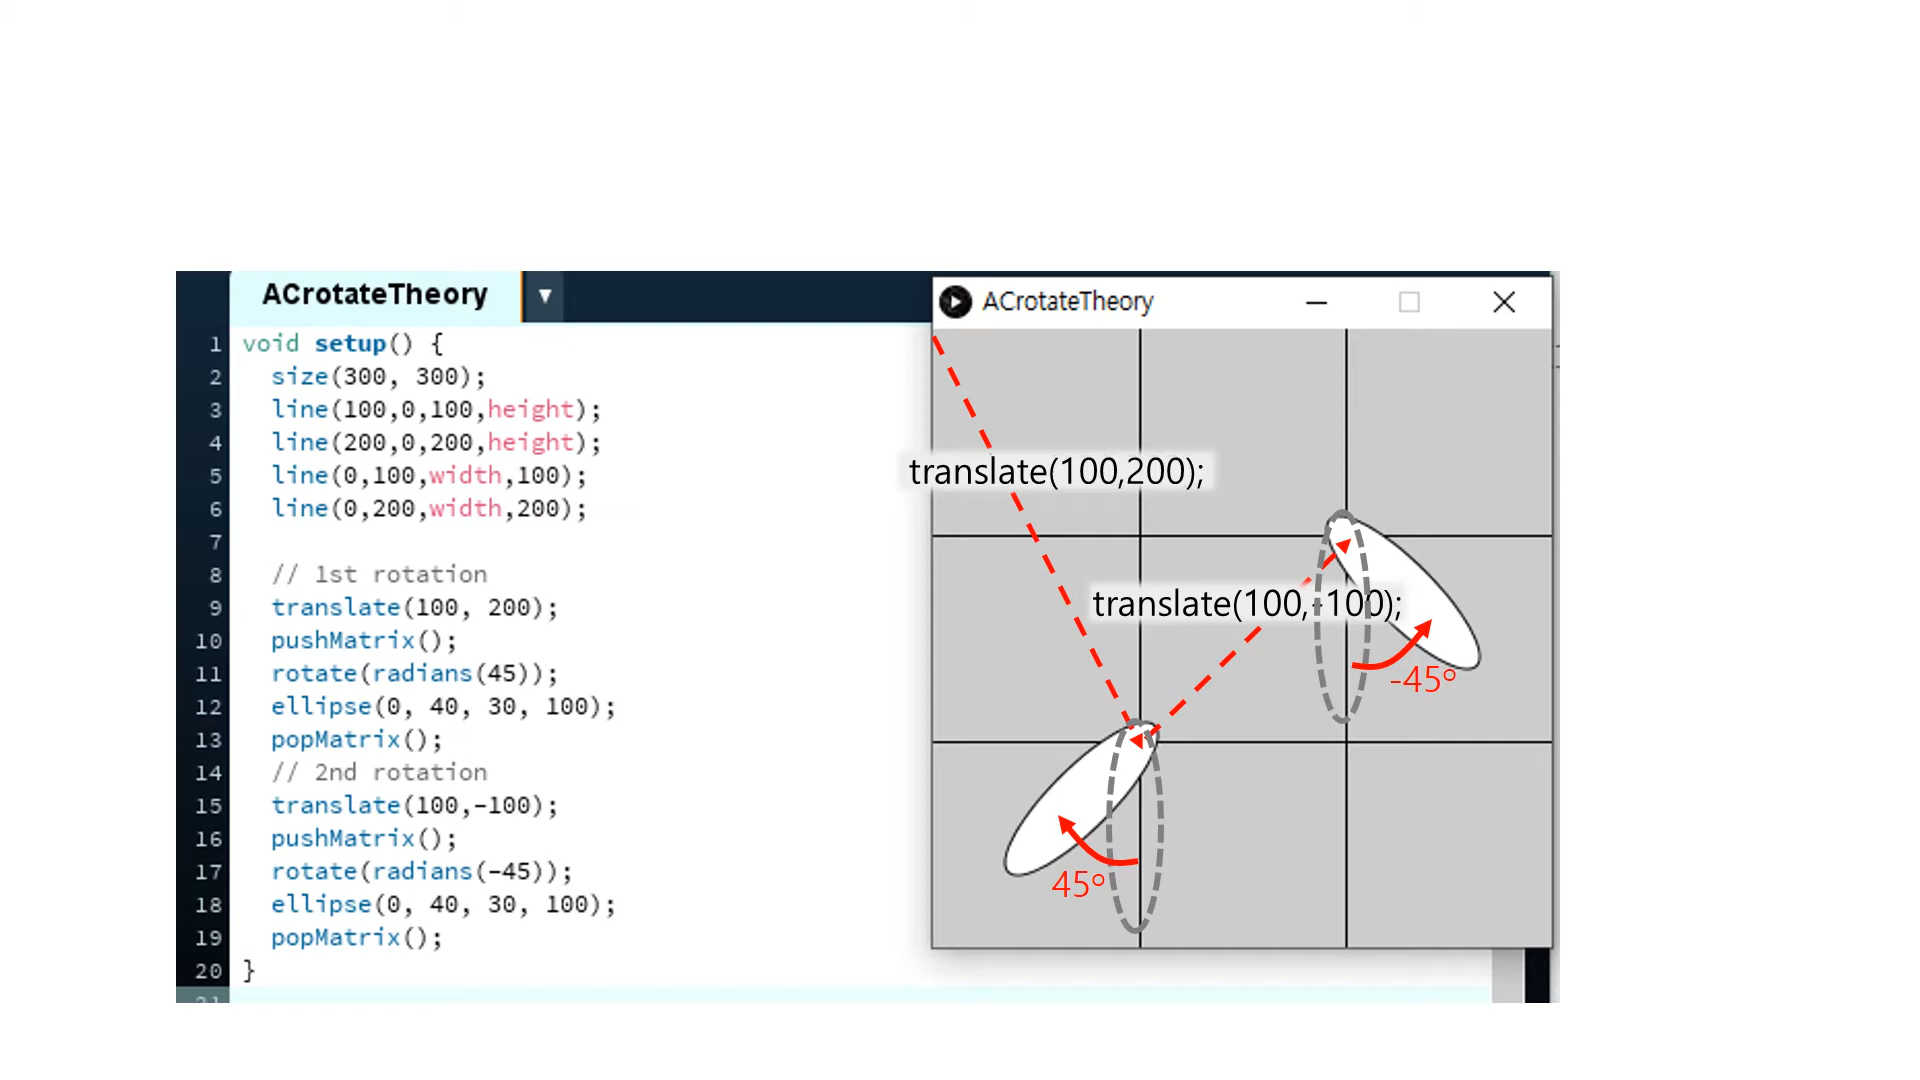 ACrotateTheory ▼
1 void setup() {
2 size(300, 300);
3 line(100,0,100,height);
4 line(200,0,200,height);
5 line(0,100,width,100);
6 line(0,200,width,200);
7
8 // 1st rotation
9 translate(100, 200);
10 pushMatrix();
11 rotate(radians(45));
12 ellipse(0, 40, 30, 100);
13 popMatrix();
14 // 2nd rotation
15 translate(100,-100);
16 pushMatrix();
17 rotate(radians(-45));
18 ellipse(0, 40, 30, 100);
19 popMatrix();
20 }
21
ACrotateTheory
translate(100,200);
translate(100,-100);
-45°
45°